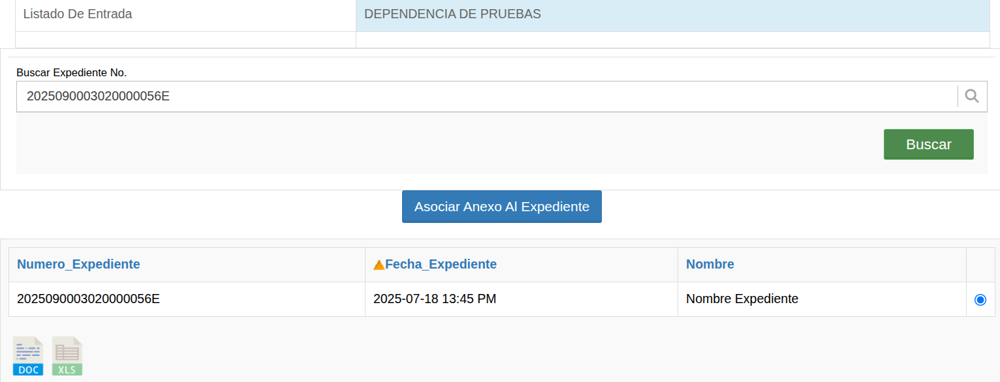 Listado De Entrada DEPENDENCIA DE PRUEBAS
Buscar Expediente No.
2025090003020000056E
Buscar
Asociar Anexo Al Expediente
Numero_Expediente Fecha_Expediente Nombre
2025090003020000056E 2025-07-18 13:45 PM Nombre Expediente
DOC XLS